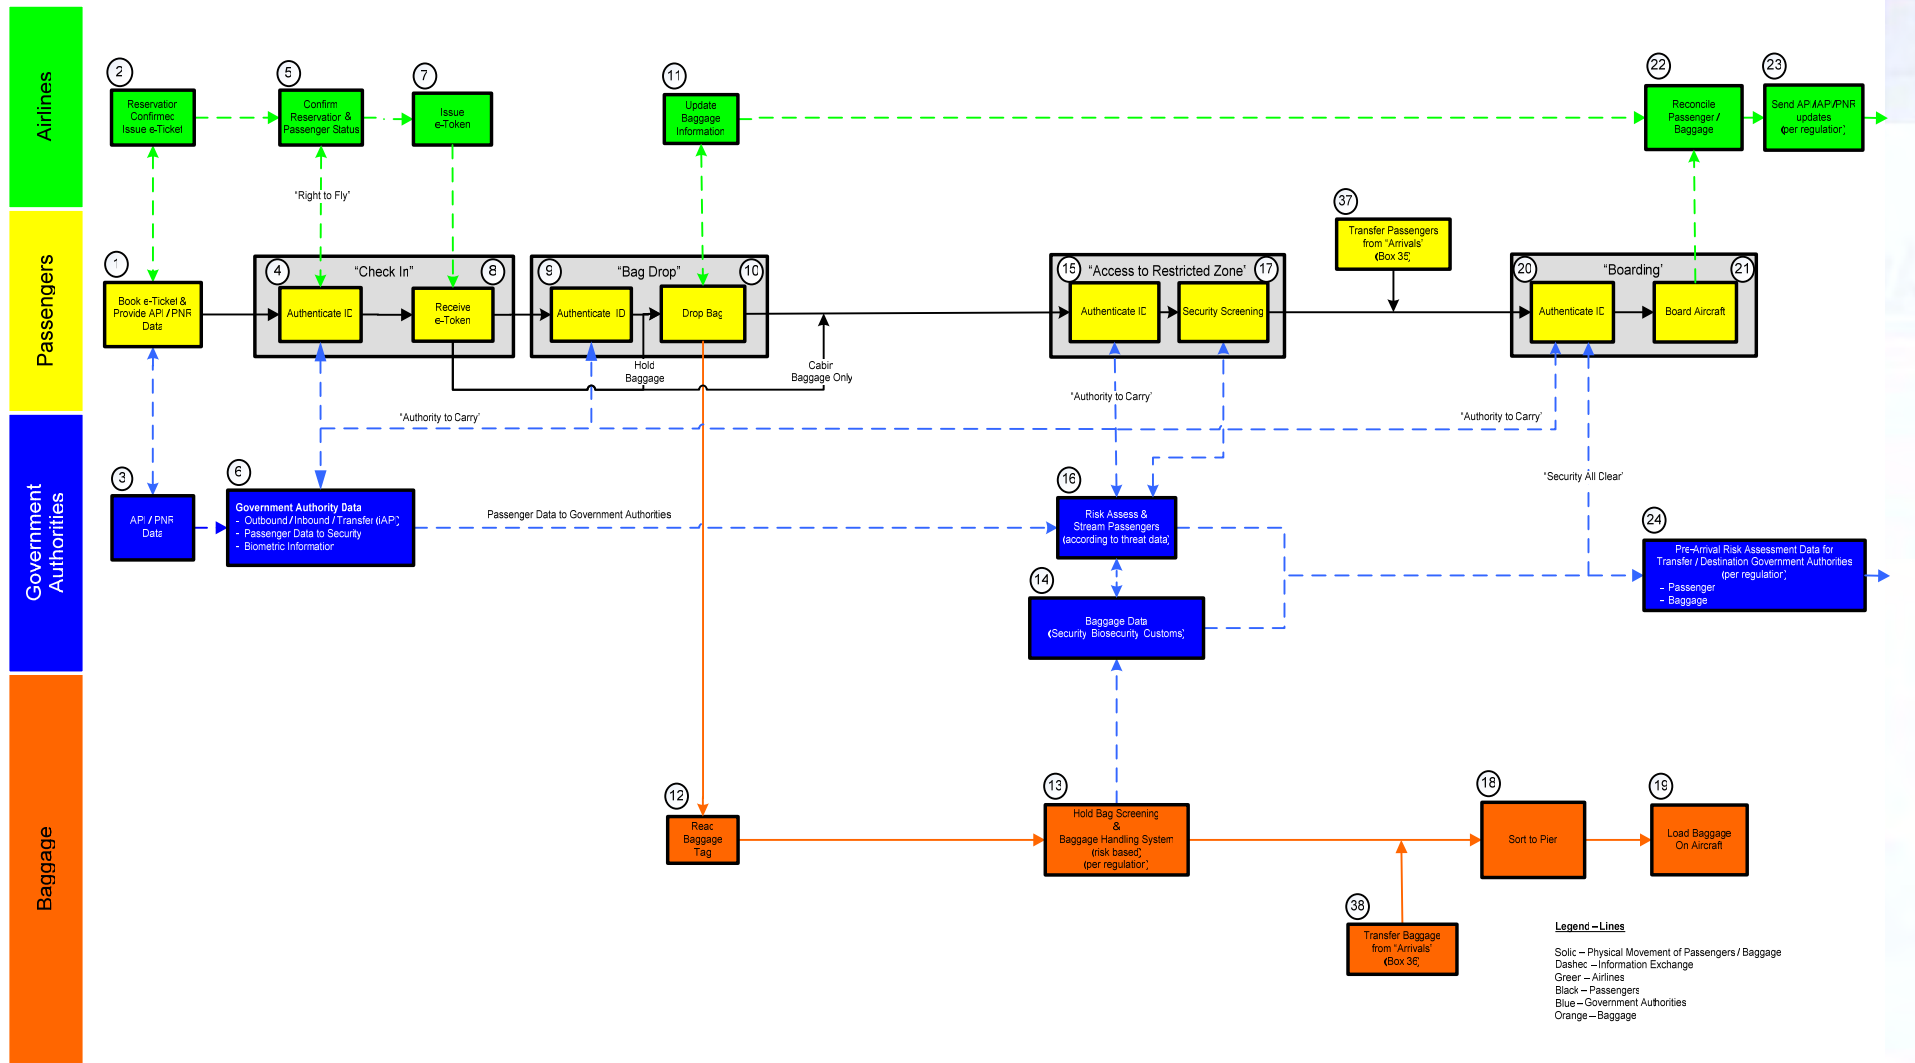 Airlines
2
5
7
11
22
23
Reservation
Confirmed
Issue e-Ticket
Confirm
Reservation &
Passenger Status
Issue
e-Token
Update
Baggage
Information
Reconcile
Passenger /
Baggage
Send API/iAPI/PNR
updates
(per regulation)
"Right to Fly"
Passengers
37
Transfer Passengers
from "Arrivals"
(Box 35)
1
4
"Check In"
8
9
"Bag Drop"
10
15
"Access to Restricted Zone"
17
20
"Boarding"
21
Book e-Ticket &
Provide API / PNR
Data
Authenticate ID
Receive
e-Token
Authenticate ID
Drop Bag
Authenticate ID
Security Screening
Authenticate ID
Board Aircraft
Hold
Baggage
Cabin
Baggage Only
"Authority to Carry"
"Authority to Carry"
"Authority to Carry"
Government
Authorities
3
6
16
24
14
API / PNR
Data
Government Authority Data
- Outbound / Inbound / Transfer (iAPI)
- Passenger Data to Security
- Biometric Information
Passenger Data to Government Authorities
Risk Assess &
Stream Passengers
(according to threat data)
"Security All Clear"
Pre-Arrival Risk Assessment Data for
Transfer / Destination Government Authorities
(per regulation)
- Passenger
- Baggage
Baggage Data
(Security Biosecurity Customs)
Baggage
12
13
18
19
Read
Baggage
Tag
Hold Bag Screening
&
Baggage Handling System
(risk based)
(per regulation)
Sort to Pier
Load Baggage
On Aircraft
38
Transfer Baggage
from "Arrivals"
(Box 36)
Legend – Lines
Solid – Physical Movement of Passengers / Baggage
Dashed – Information Exchange
Green – Airlines
Black – Passengers
Blue – Government Authorities
Orange – Baggage